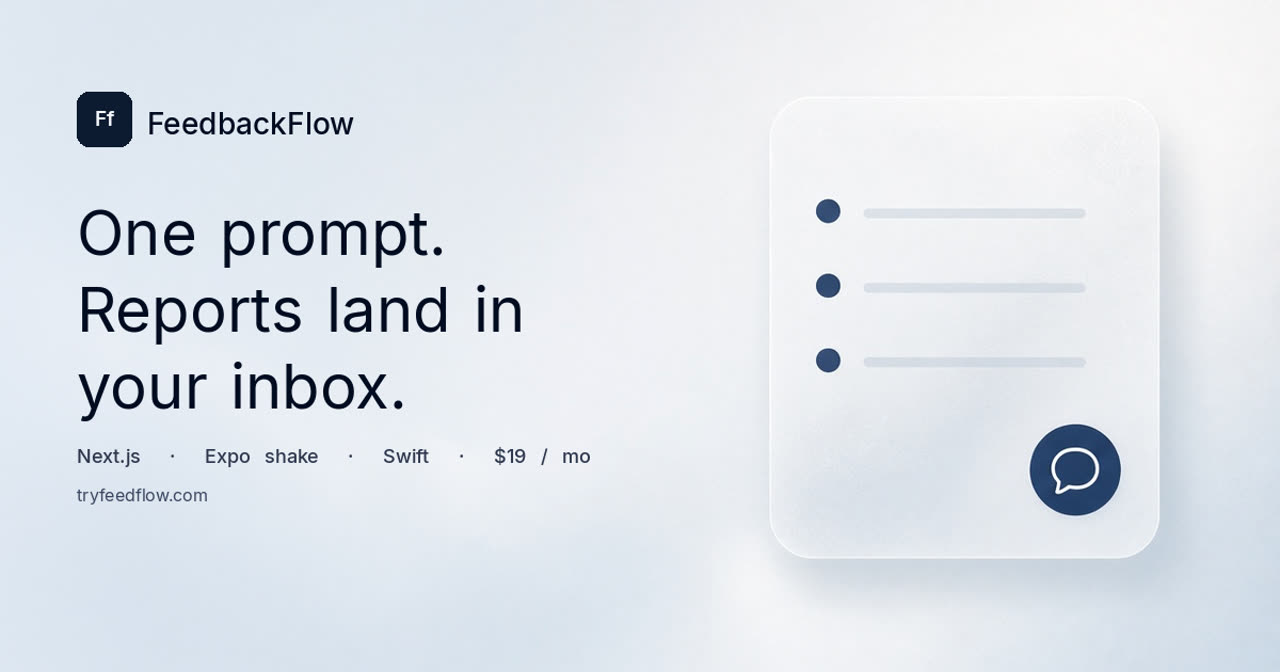 Ff
FeedbackFlow
One prompt.
Reports land in
your inbox.
Next.js · Expo shake · Swift · $19 / mo
tryfeedflow.com